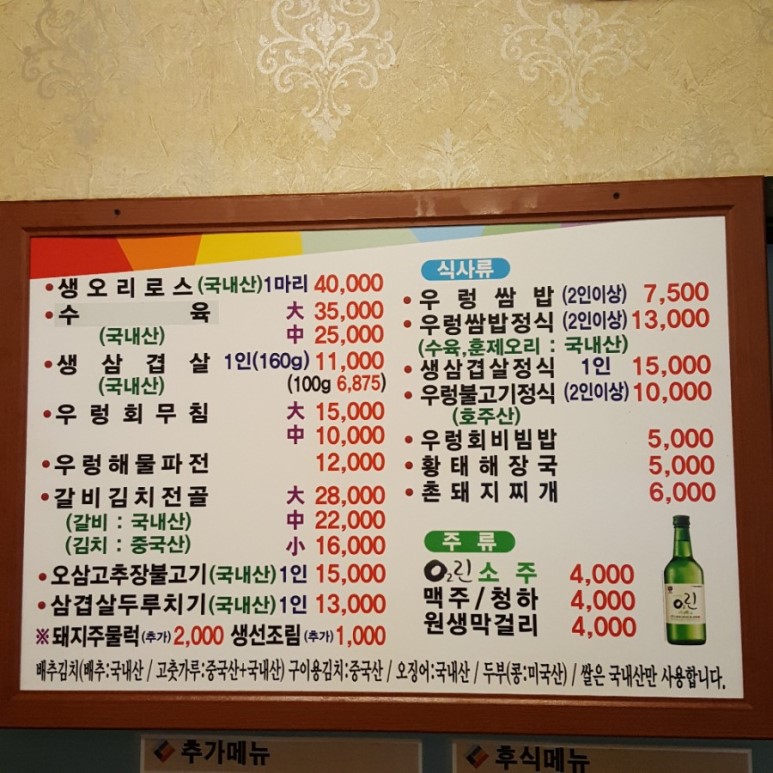 생오리로스(국내산)1마리 40,000
수 육 大 35,000
(국내산) 中 25,000
생 삼 겹 살 1인(160g) 11,000
(국내산) (100g 6,875)
우렁회무침 大 15,000
中 10,000
우렁해물파전 12,000
갈비김치전골 大 28,000
(갈비 : 국내산) 中 22,000
(김치 : 중국산) 小 16,000
오삼고추장불고기(국내산)1인 15,000
삼겹살두루치기(국내산)1인 13,000
※돼지주물럭(추가)2,000 생선조림(추가)1,000
식사류
우 렁 쌈 밥 (2인이상) 7,500
우렁쌈밥정식 (2인이상) 13,000
(수육,훈제오리 : 국내산)
생삼겹살정식 1인 15,000
우렁불고기정식 (2인이상) 10,000
(호주산)
우렁회비빔밥 5,000
황태해장국 5,000
촌돼지찌개 6,000
주 류
O2린 소 주 4,000
맥주/청하 4,000
원생막걸리 4,000
O2린
배추김치(배추:국내산 / 고춧가루:중국산+국내산) 구이용김치:중국산 / 오징어:국내산 / 두부(콩:미국산) / 쌀은 국내산만 사용합니다.
추가메뉴
후식메뉴